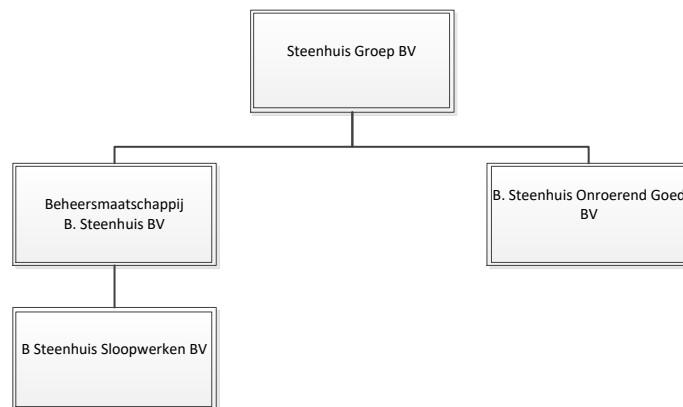 Steenhuis Groep BV
Beheersmaatschappij
B. Steenhuis BV
B. Steenhuis Onroerend Goed
BV
B Steenhuis Sloopwerken BV